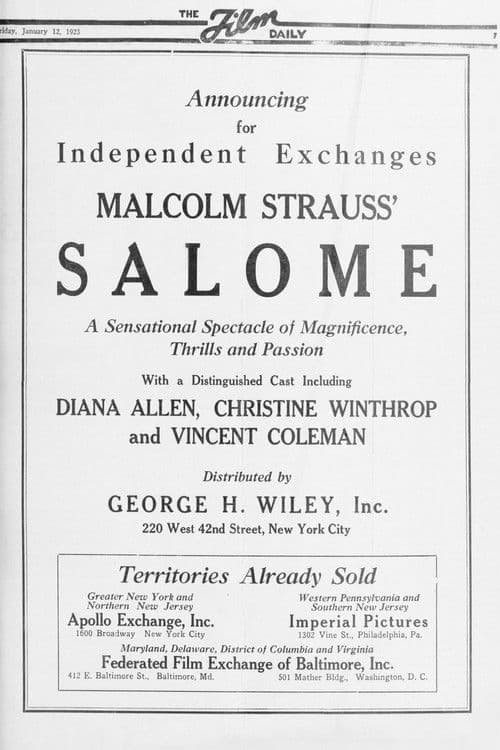 THE Film DAILY
Friday, January 12, 1923
7
Announcing
for
Independent Exchanges
MALCOLM STRAUSS'
SALOME
A Sensational Spectacle of Magnificence,
Thrills and Passion
With a Distinguished Cast Including
DIANA ALLEN, CHRISTINE WINTHROP
and VINCENT COLEMAN
Distributed by
GEORGE H. WILEY, Inc.
220 West 42nd Street, New York City
Territories Already Sold
Greater New York and
Northern New Jersey
Apollo Exchange, Inc.
1600 Broadway New York City
Western Pennsylvania and
Southern New Jersey
Imperial Pictures
1302 Vine St., Philadelphia, Pa.
Maryland, Delaware, District of Columbia and Virginia
Federated Film Exchange of Baltimore, Inc.
412 E. Baltimore St., Baltimore, Md.
501 Mather Bldg., Washington, D. C.